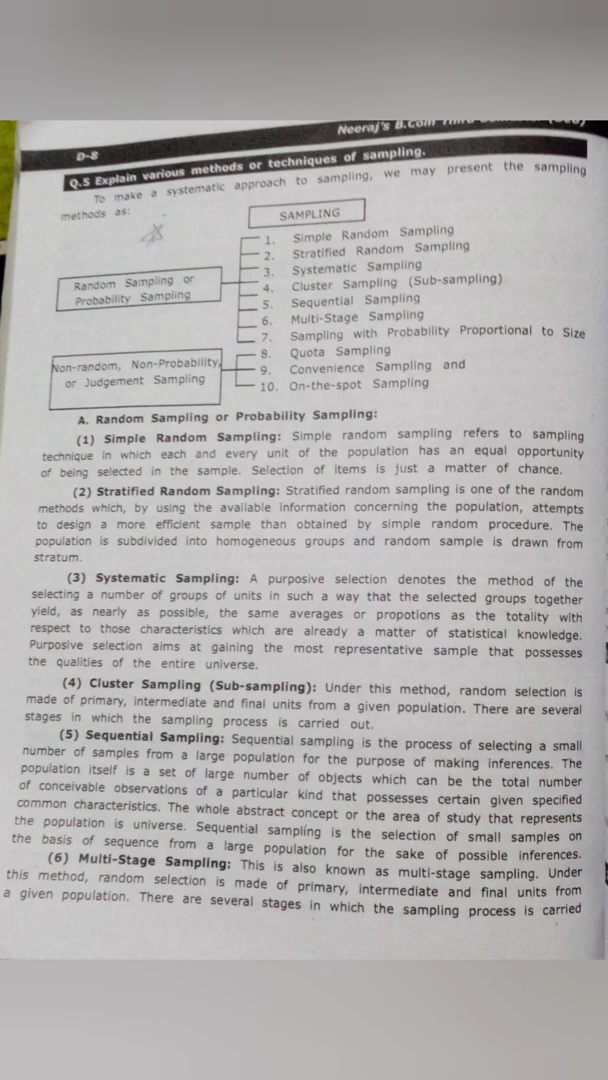 Neeraj's B.Com
D-8
Q.5 Explain various methods or techniques of sampling.
To make a systematic approach to sampling, we may present the sampling
methods as:
SAMPLING
Random Sampling or
Probability Sampling
1. Simple Random Sampling
2. Stratified Random Sampling
3. Systematic Sampling
4. Cluster Sampling (Sub-sampling)
5. Sequential Sampling
6. Multi-Stage Sampling
7. Sampling with Probability Proportional to Size
Non-random, Non-Probability,
or Judgement Sampling
8. Quota Sampling
9. Convenience Sampling and
10. On-the-spot Sampling
A. Random Sampling or Probability Sampling:
(1) Simple Random Sampling: Simple random sampling refers to sampling
technique in which each and every unit of the population has an equal opportunity
of being selected in the sample. Selection of items is just a matter of chance.
(2) Stratified Random Sampling: Stratified random sampling is one of the random
methods which, by using the available information concerning the population, attempts
to design a more efficient sample than obtained by simple random procedure. The
population is subdivided into homogeneous groups and random sample is drawn from
stratum.
(3) Systematic Sampling: A purposive selection denotes the method of the
selecting a number of groups of units in such a way that the selected groups together
yield, as nearly as possible, the same averages or propotions as the totality with
respect to those characteristics which are already a matter of statistical knowledge.
Purposive selection aims at gaining the most representative sample that possesses
the qualities of the entire universe.
(4) Cluster Sampling (Sub-sampling): Under this method, random selection is
made of primary, intermediate and final units from a given population. There are several
stages in which the sampling process is carried out.
(5) Sequential Sampling: Sequential sampling is the process of selecting a small
number of samples from a large population for the purpose of making inferences. The
population itself is a set of large number of objects which can be the total number
of conceivable observations of a particular kind that possesses certain given specified
common characteristics. The whole abstract concept or the area of study that represents
the population is universe. Sequential sampling is the selection of small samples on
the basis of sequence from a large population for the sake of possible inferences.
(6) Multi-Stage Sampling: This is also known as multi-stage sampling. Under
this method, random selection is made of primary, intermediate and final units from
a given population. There are several stages in which the sampling process is carried